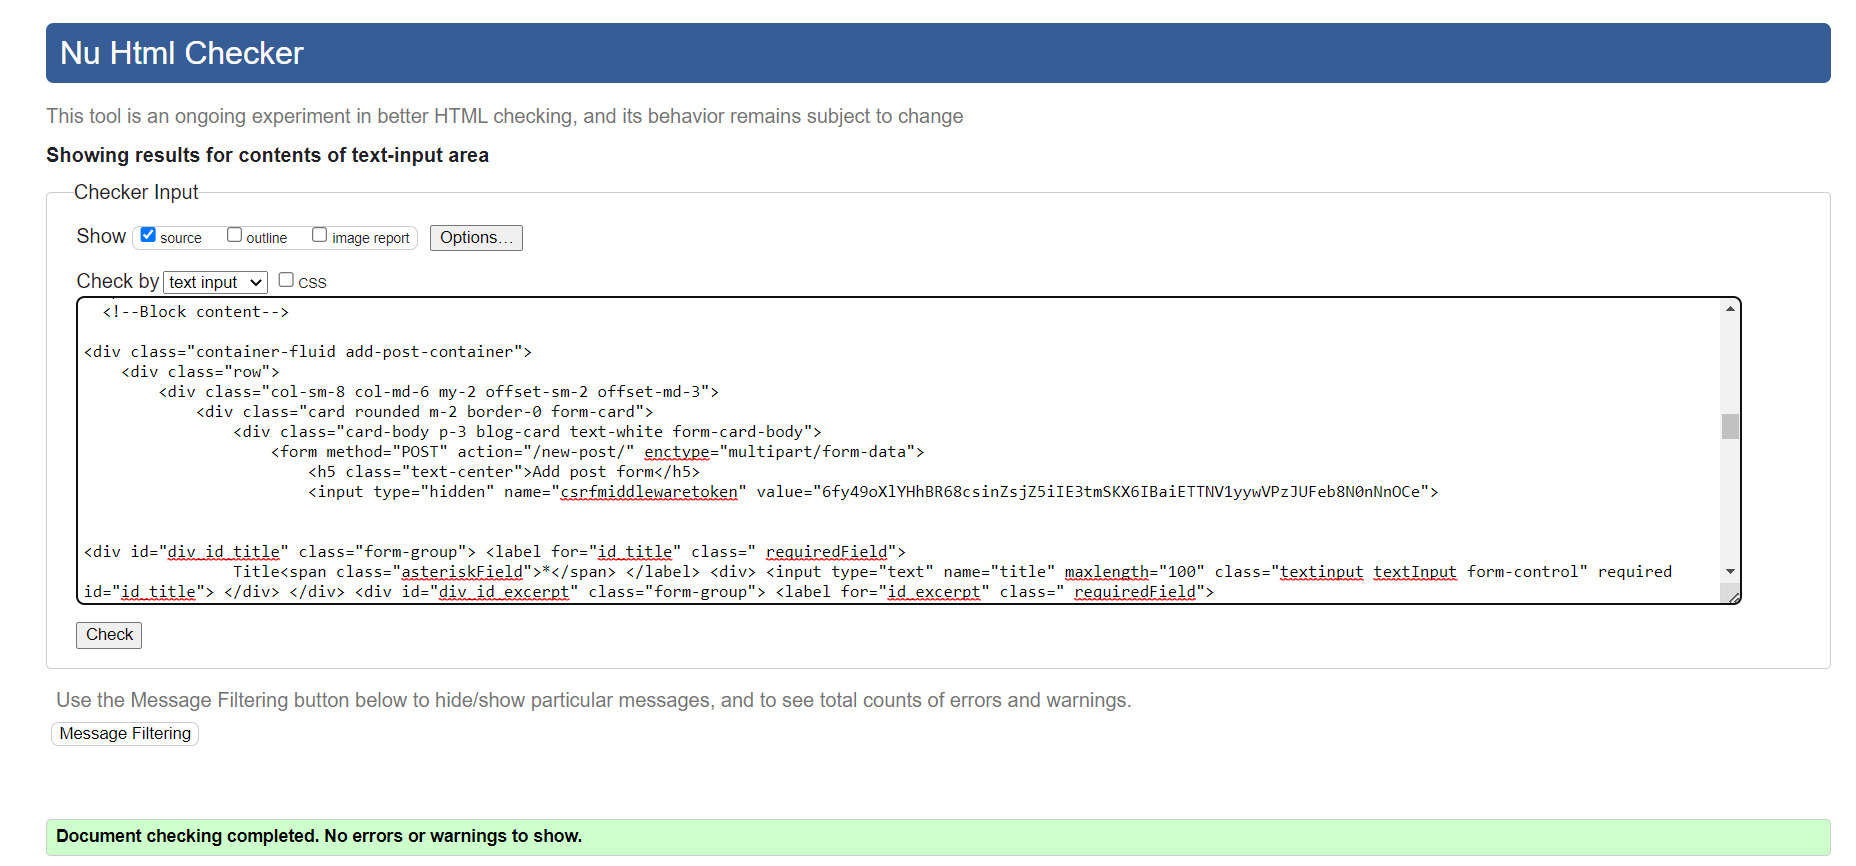 Nu Html Checker
This tool is an ongoing experiment in better HTML checking, and its behavior remains subject to change
Showing results for contents of text-input area
Checker Input
Show source outline image report Options...
Check by text input CSS
<!--Block content-->
<div class="container-fluid add-post-container">
<div class="row">
<div class="col-sm-8 col-md-6 my-2 offset-sm-2 offset-md-3">
<div class="card rounded m-2 border-0 form-card">
<div class="card-body p-3 blog-card text-white form-card-body">
<form method="POST" action="/new-post/" enctype="multipart/form-data">
<h5 class="text-center">Add post form</h5>
<input type="hidden" name="csrfmiddlewaretoken" value="6fy49oXlYHhBR68csinZsjZ5iIE3tmSKX6IBaiETTNV1yywVPzJUFeb8N0nNnOCe">
<div id="div_id_title" class="form-group"> <label for="id_title" class=" requiredField">
Title<span class="asteriskField">*</span> </label> <div> <input type="text" name="title" maxlength="100" class="textinput textInput form-control" required
id="id_title"> </div> </div> <div id="div_id_excerpt" class="form-group"> <label for="id_excerpt" class=" requiredField">
Check
Use the Message Filtering button below to hide/show particular messages, and to see total counts of errors and warnings.
Message Filtering
Document checking completed. No errors or warnings to show.